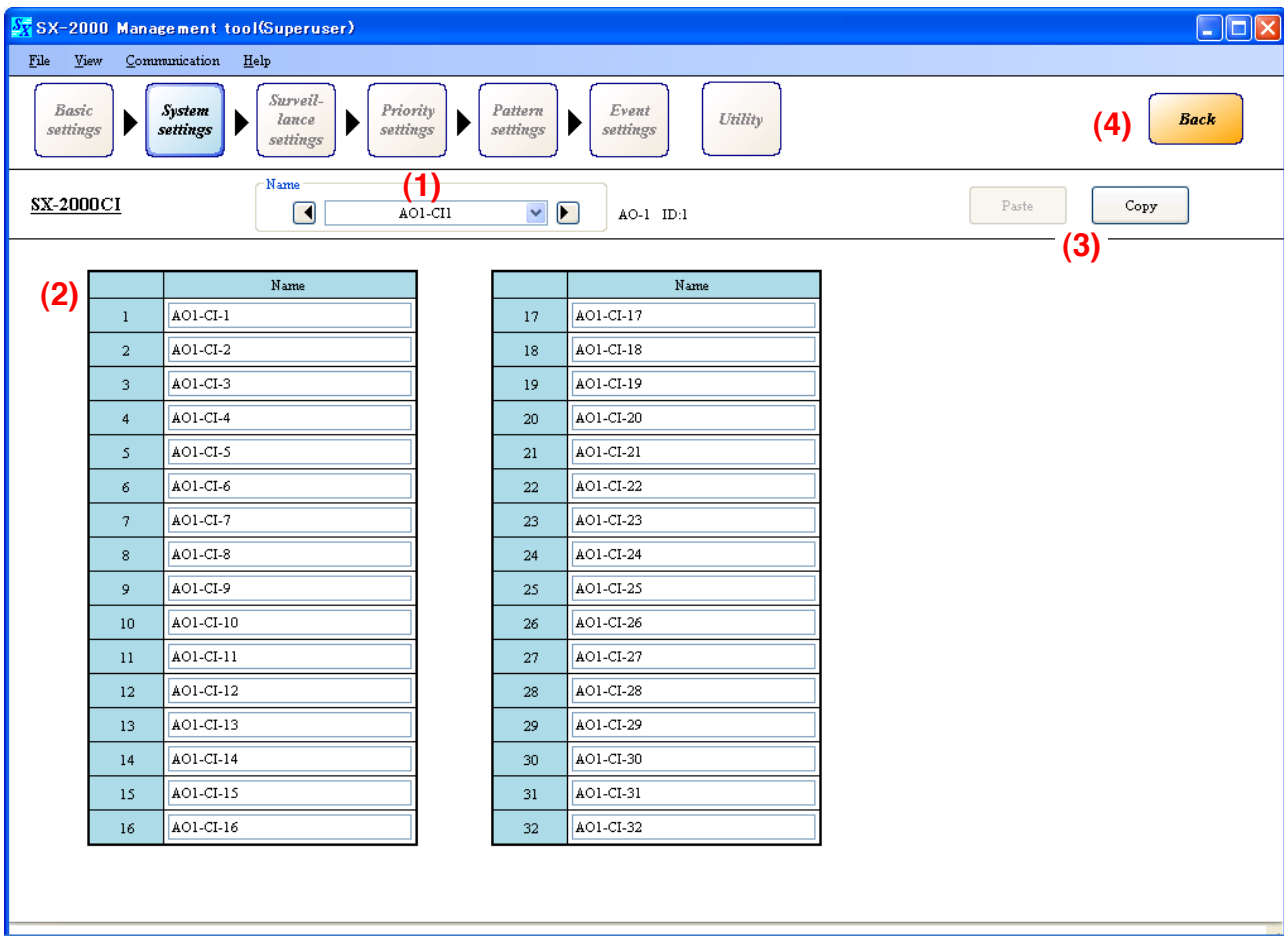 SX-2000 Management tool(Superuser)
File View Communication Help
Basic settings
System settings
Surveil-lance settings
Priority settings
Pattern settings
Event settings
Utility
(4)
Back
SX-2000CI
Name
(1)
AO1-CI1
AO-1 ID:1
Paste
Copy
(3)
(2)
Name
1 AO1-CI-1
2 AO1-CI-2
3 AO1-CI-3
4 AO1-CI-4
5 AO1-CI-5
6 AO1-CI-6
7 AO1-CI-7
8 AO1-CI-8
9 AO1-CI-9
10 AO1-CI-10
11 AO1-CI-11
12 AO1-CI-12
13 AO1-CI-13
14 AO1-CI-14
15 AO1-CI-15
16 AO1-CI-16
Name
17 AO1-CI-17
18 AO1-CI-18
19 AO1-CI-19
20 AO1-CI-20
21 AO1-CI-21
22 AO1-CI-22
23 AO1-CI-23
24 AO1-CI-24
25 AO1-CI-25
26 AO1-CI-26
27 AO1-CI-27
28 AO1-CI-28
29 AO1-CI-29
30 AO1-CI-30
31 AO1-CI-31
32 AO1-CI-32